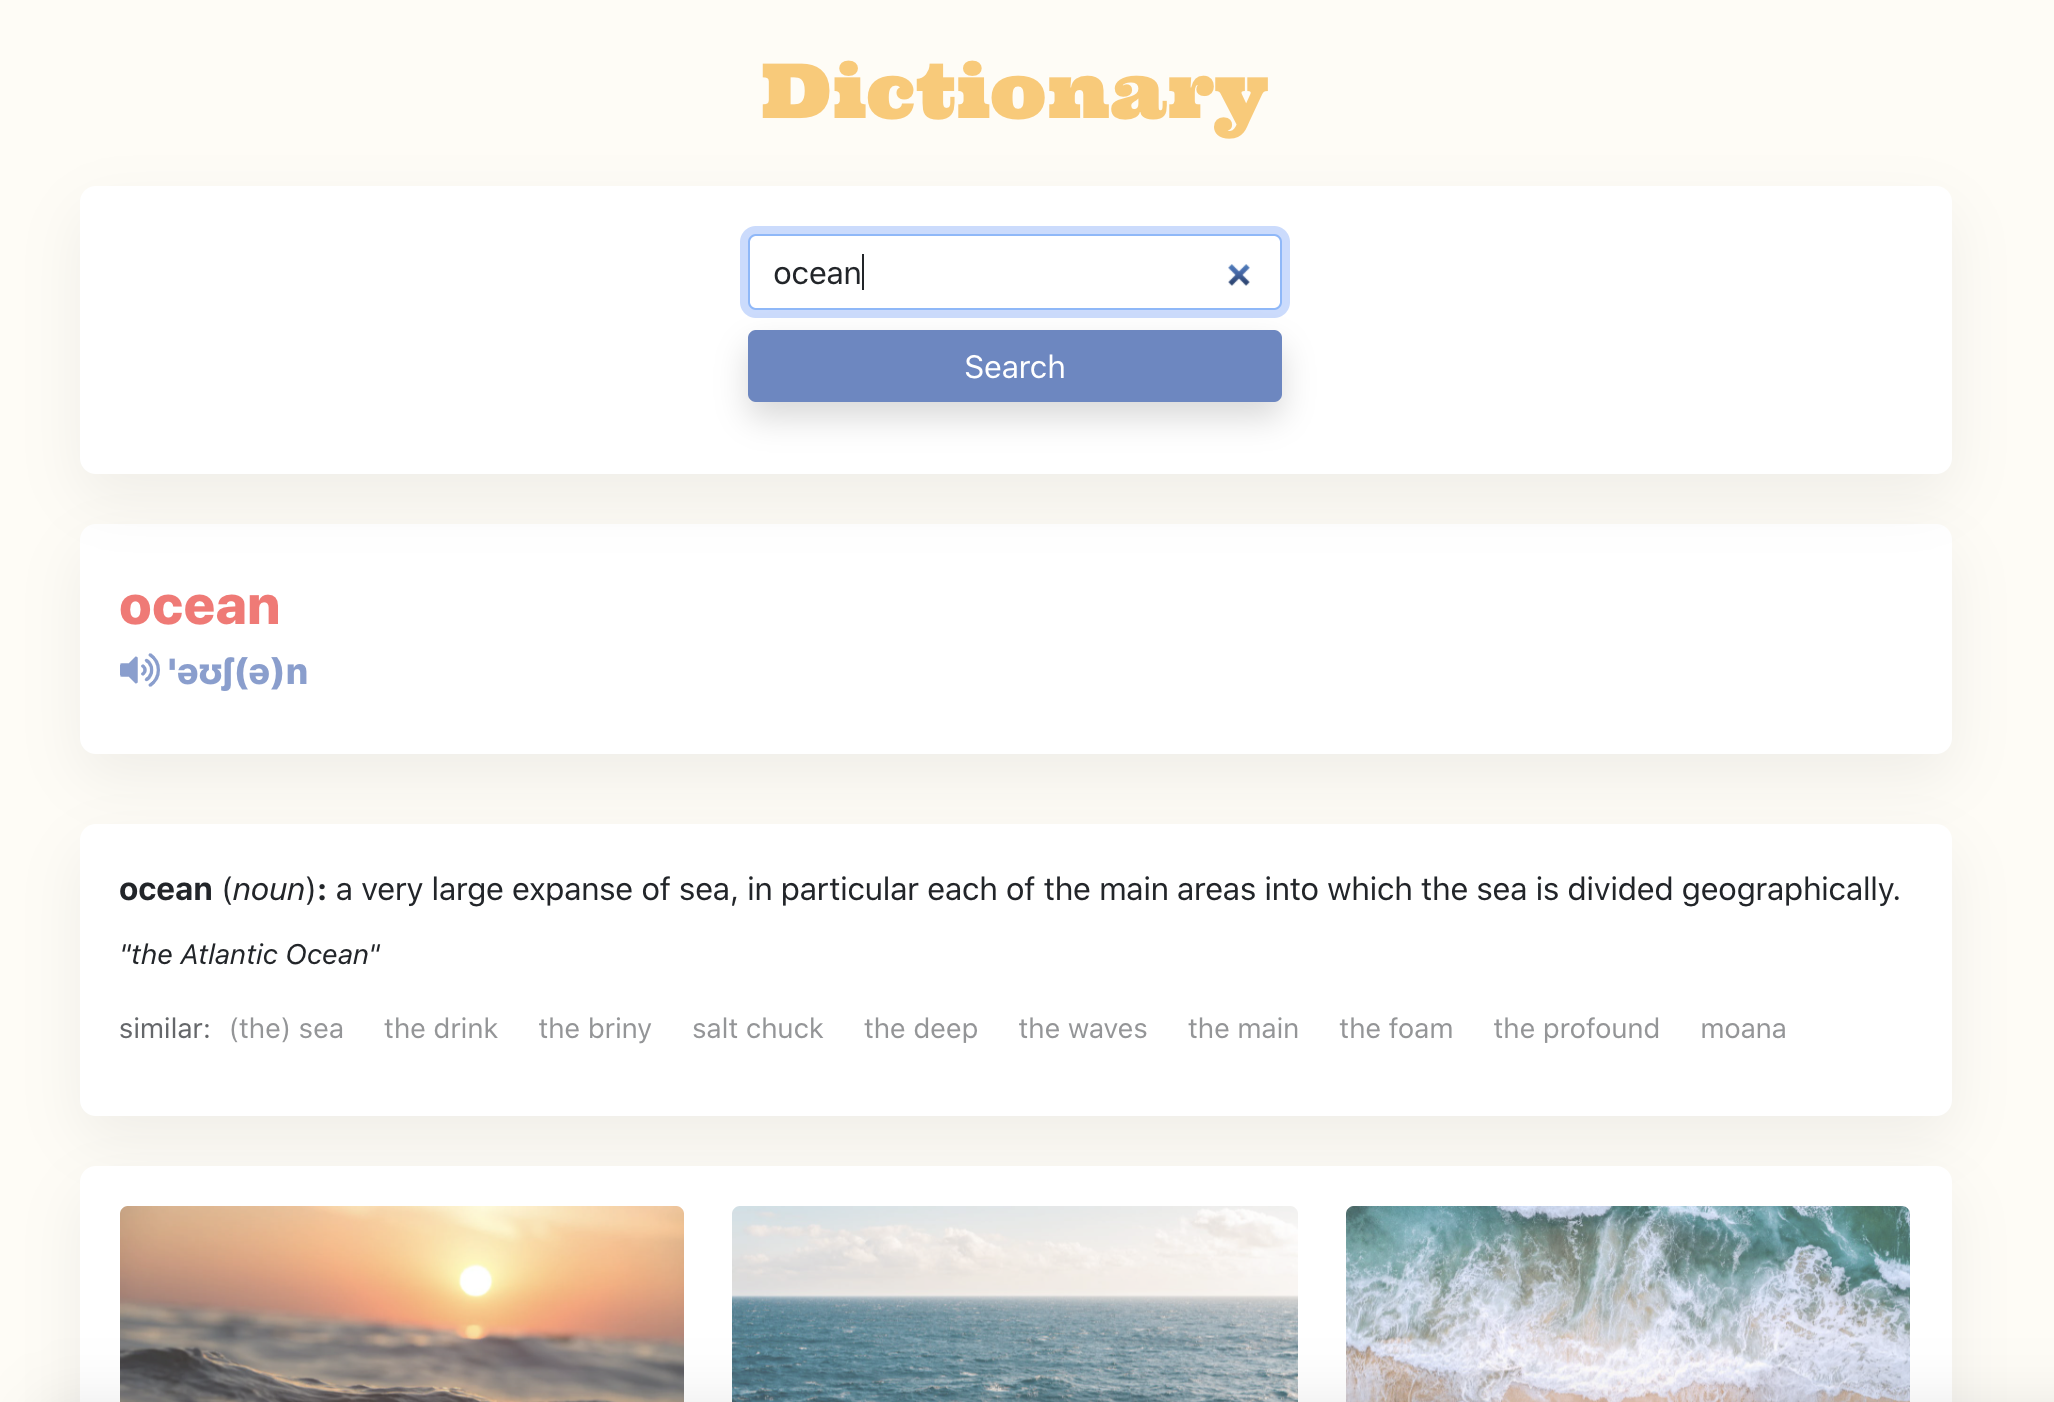 Dictionary
ocean
Search
ocean
'əʊʃ(ə)n
ocean (noun): a very large expanse of sea, in particular each of the main areas into which the sea is divided geographically.
"the Atlantic Ocean"
similar: (the) sea the drink the briny salt chuck the deep the waves the main the foam the profound moana